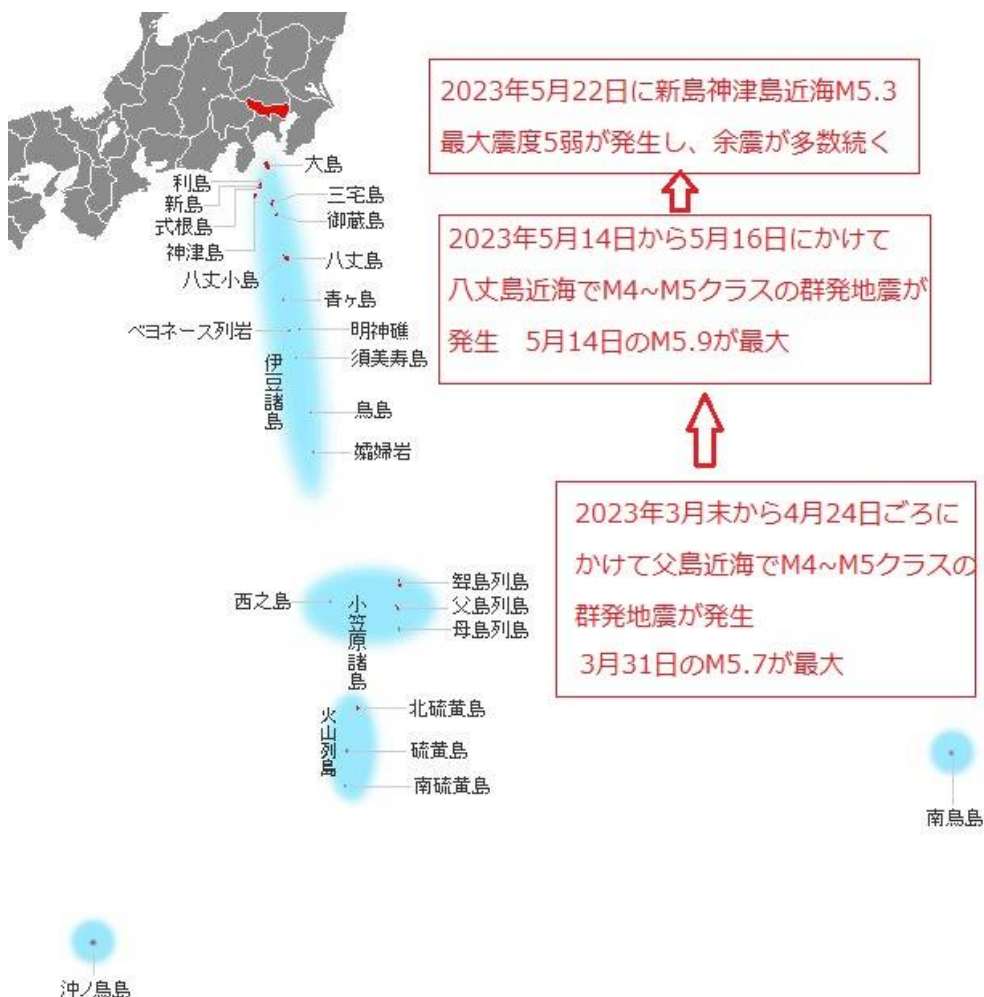 2023年5月22日に新島神津島近海M5.3
最大震度5弱が発生し、余震が多数続く
2023年5月14日から5月16日にかけて
八丈島近海でM4~M5クラスの群発地震が
発生　5月14日のM5.9が最大
2023年3月末から4月24日ごろに
かけて父島近海でM4~M5クラスの
群発地震が発生
3月31日のM5.7が最大
大島
利島
新島
式根島
神津島
三宅島
御蔵島
八丈小島
八丈島
青ヶ島
ベヨネース列岩
明神礁
須美寿島
伊豆諸島
鳥島
孀婦岩
西之島
小笠原諸島
聟島列島
父島列島
母島列島
火山列島
北硫黄島
硫黄島
南硫黄島
南鳥島
沖ノ鳥島